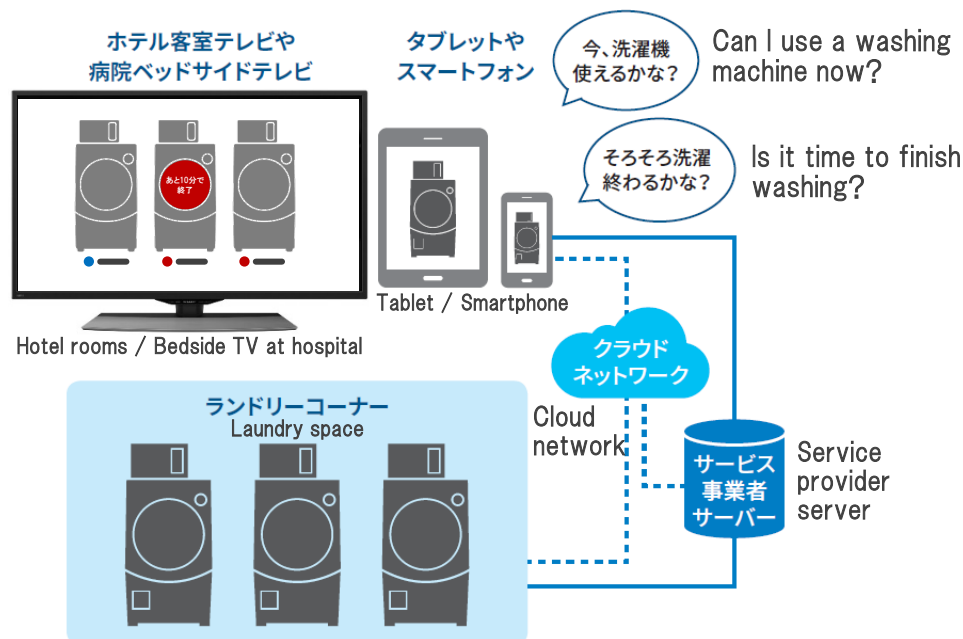 ホテル客室テレビや
病院ベッドサイドテレビ
タブレットや
スマートフォン
今、洗濯機
使えるかな？
Can I use a washing
machine now?
そろそろ洗濯
終わるかな？
Is it time to finish
washing?
あと10分で
終了
Tablet / Smartphone
Hotel rooms / Bedside TV at hospital
クラウド
ネットワーク
Cloud
network
ランドリーコーナー
Laundry space
サービス
事業者
サーバー
Service
provider
server